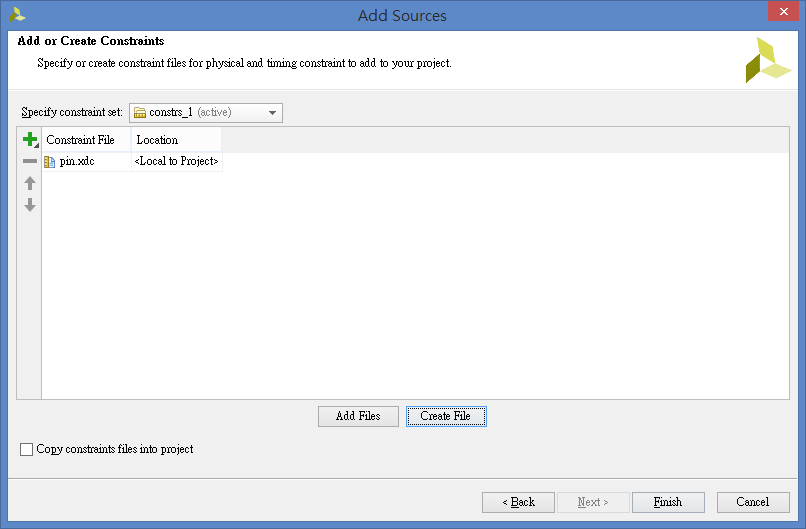 Add Sources
Add or Create Constraints
Specify or create constraint files for physical and timing constraint to add to your project.
Specify constraint set: constrs_1 (active)
Constraint File Location
pin.xdc <Local to Project>
Add Files Create File
Copy constraints files into project
< Back Next > Finish Cancel